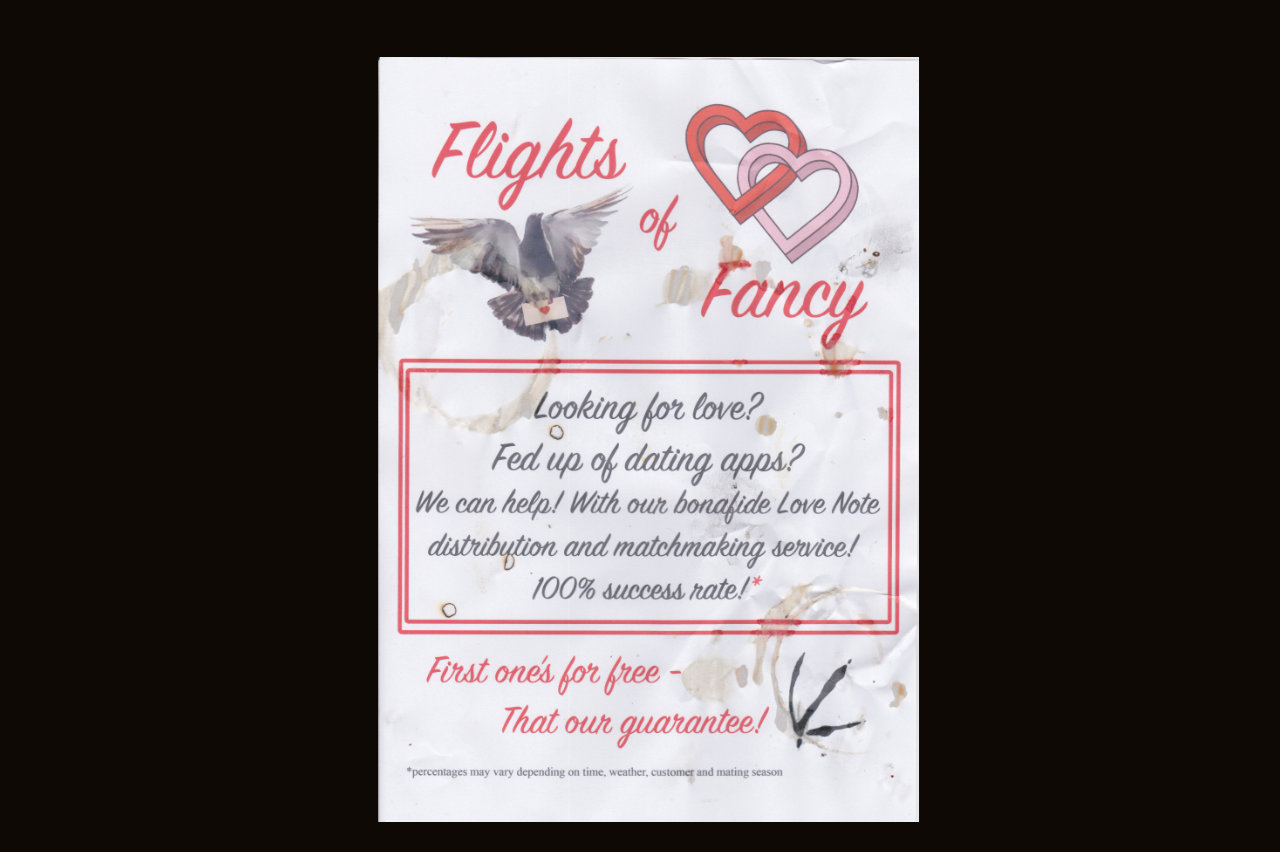 Flights
of
Fancy
Looking for love?
Fed up of dating apps?
We can help! With our bonafide Love Note
distribution and matchmaking service!
100% success rate!*
First one's for free -
That our guarantee!
*percentages may vary depending on time, weather, customer and mating season